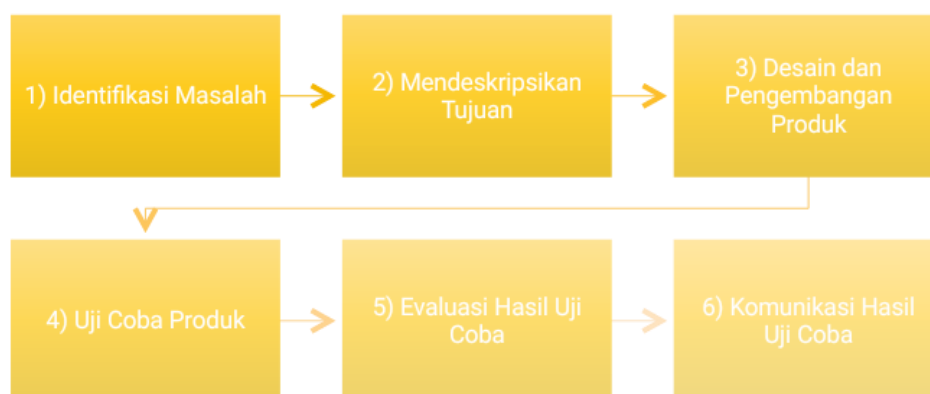 1) Identifikasi Masalah
2) Mendeskripsikan
Tujuan
3) Desain dan
Pengembangan
Produk
4) Uji Coba Produk
5) Evaluasi Hasil Uji
Coba
6) Komunikasi Hasil
Uji Coba